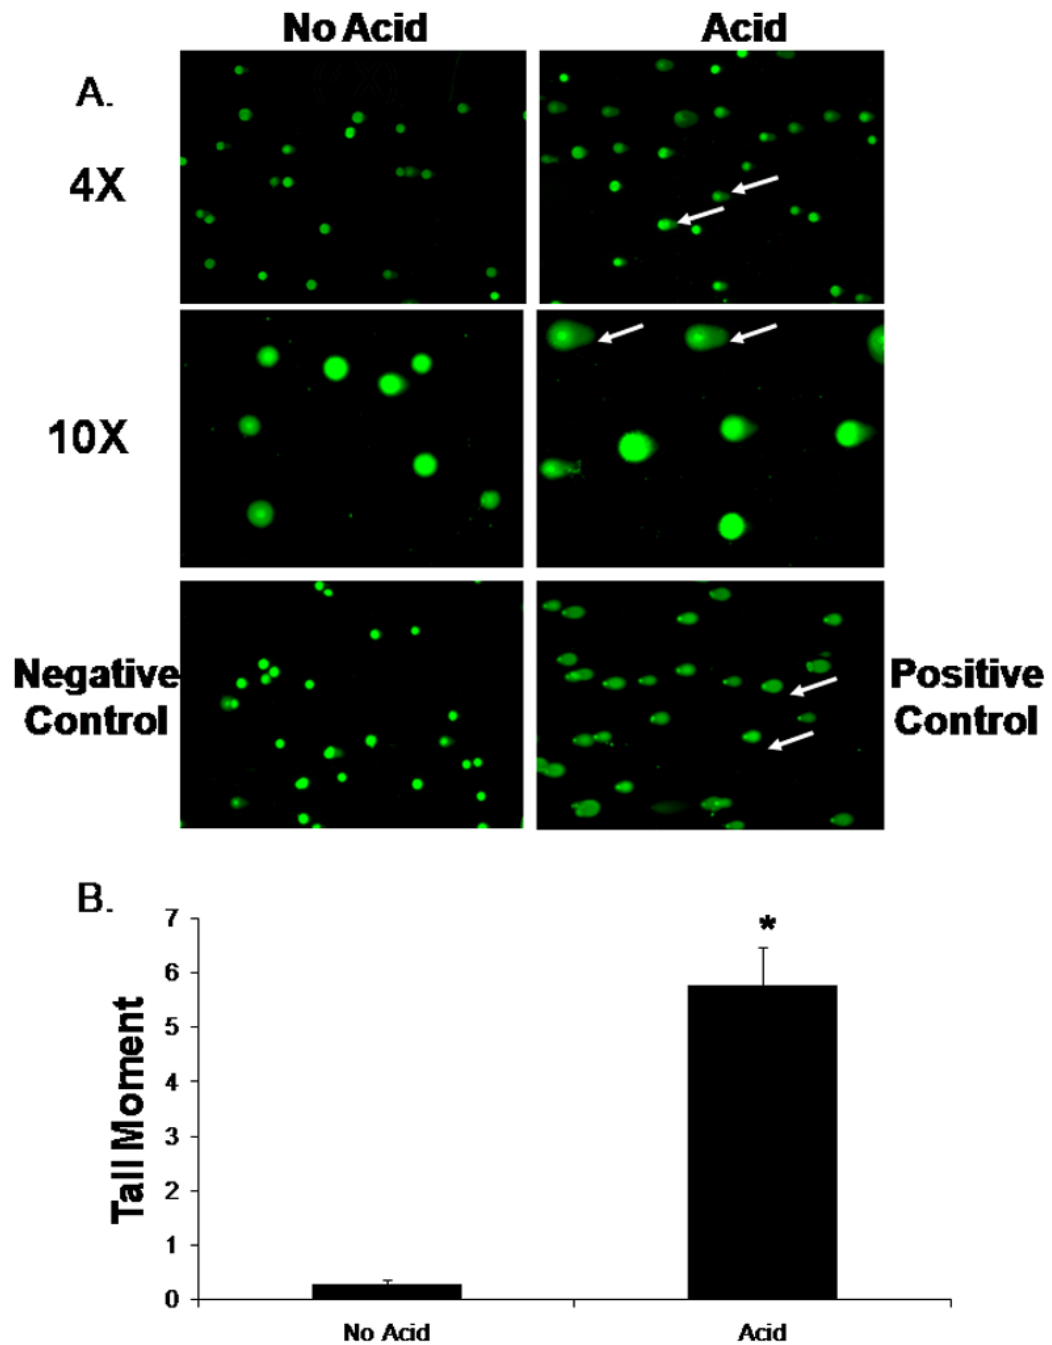 No Acid Acid
A.
4X
10X
Negative
Control
Positive
Control
B.
7
*
6
5
4
3
2
1
0
Tall Moment
No Acid Acid